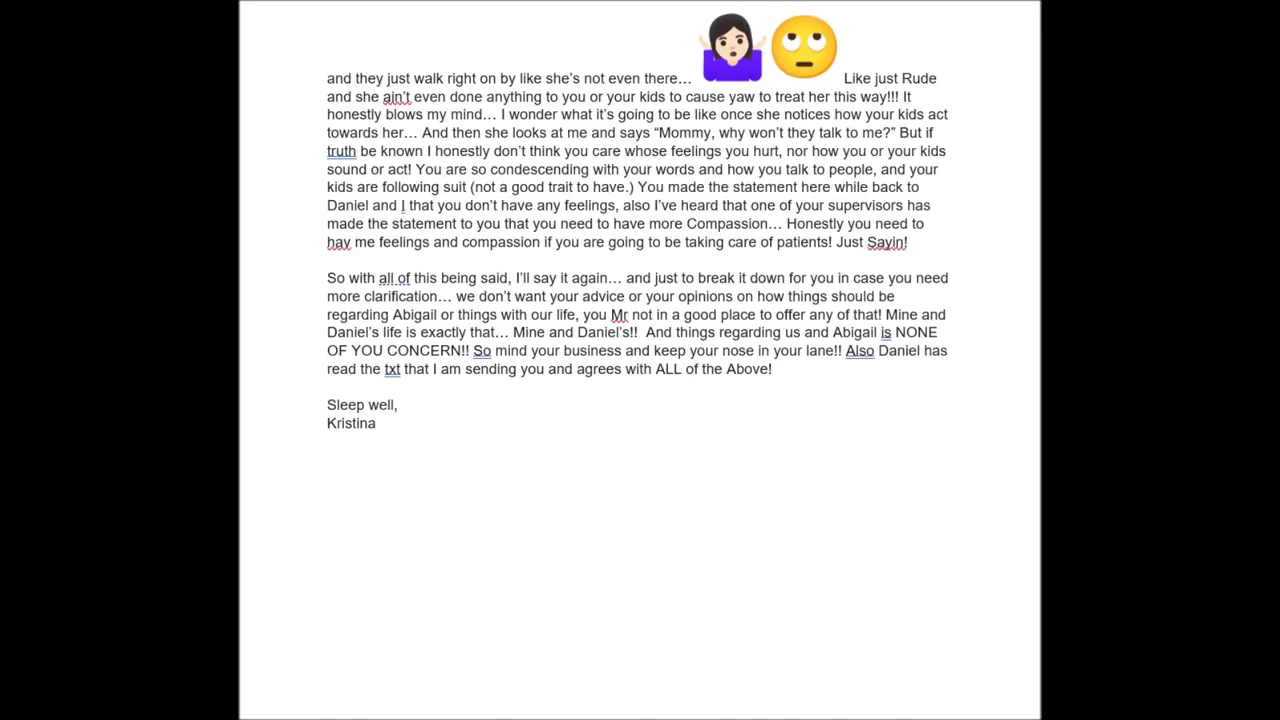 and they just walk right on by like she’s not even there… 🤷🏻‍♀️🙄 Like just Rude
and she ain’t even done anything to you or your kids to cause yaw to treat her this way!!! It
honestly blows my mind… I wonder what it’s going to be like once she notices how your kids act
towards her… And then she looks at me and says “Mommy, why won’t they talk to me?” But if
truth be known I honestly don’t think you care whose feelings you hurt, nor how you or your kids
sound or act! You are so condescending with your words and how you talk to people, and your
kids are following suit (not a good trait to have.) You made the statement here while back to
Daniel and I that you don’t have any feelings, also I’ve heard that one of your supervisors has
made the statement to you that you need to have more Compassion… Honestly you need to
hay me feelings and compassion if you are going to be taking care of patients! Just Sayin!
So with all of this being said, I’ll say it again… and just to break it down for you in case you need
more clarification… we don’t want your advice or your opinions on how things should be
regarding Abigail or things with our life, you Mr not in a good place to offer any of that! Mine and
Daniel’s life is exactly that… Mine and Daniel’s!!  And things regarding us and Abigail is NONE
OF YOU CONCERN!! So mind your business and keep your nose in your lane!! Also Daniel has
read the txt that I am sending you and agrees with ALL of the Above!
Sleep well,
Kristina